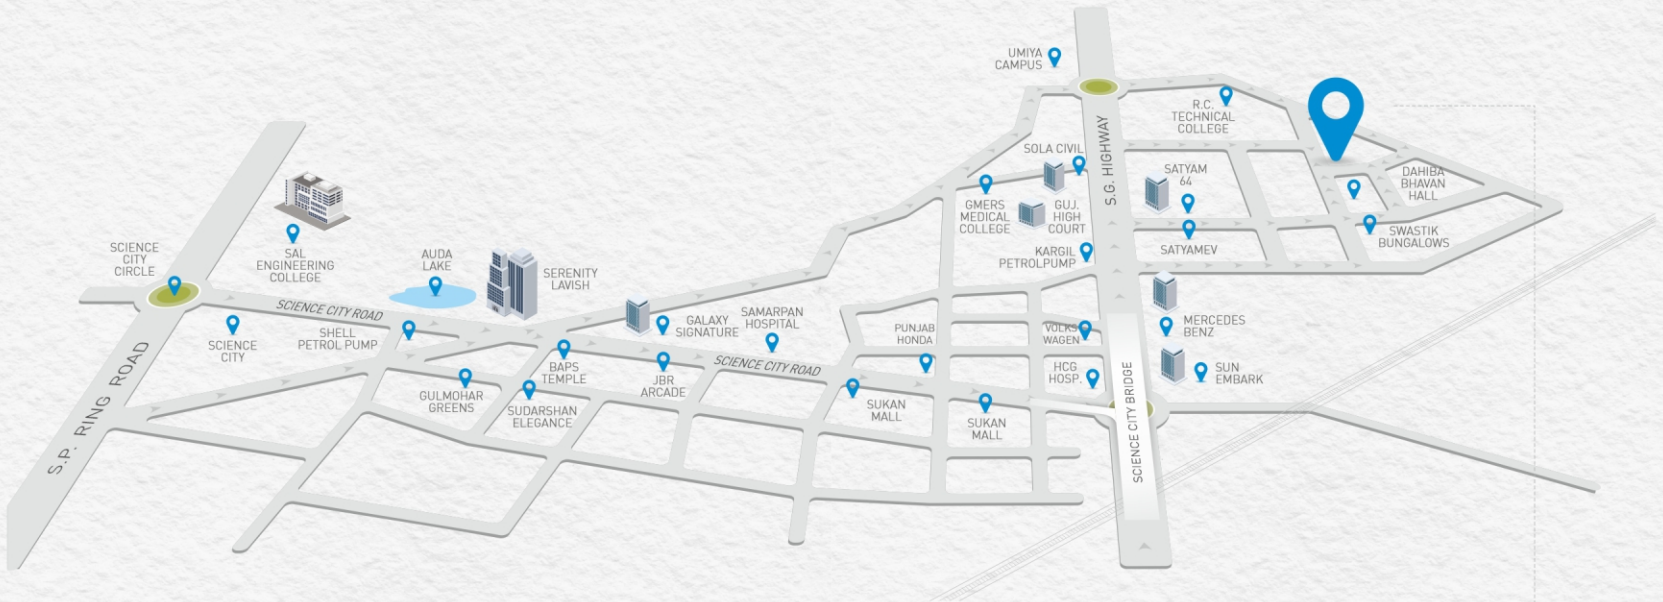 UMIYA
CAMPUS
R.C.
TECHNICAL
COLLEGE
S.G. HIGHWAY
SOLA CIVIL
SATYAM
64
DAHIBA
BHAVAN
HALL
GMERS
MEDICAL
COLLEGE
GUJ.
HIGH
COURT
SWASTIK
BUNGALOWS
SATYAMEV
KARGIL
PETROLPUMP
SCIENCE
CITY
CIRCLE
SAL
ENGINEERING
COLLEGE
AUDA
LAKE
SERENITY
LAVISH
SCIENCE CITY ROAD
SHELL
PETROL PUMP
SCIENCE
CITY
GALAXY
SIGNATURE
SAMARPAN
HOSPITAL
PUNJAB
HONDA
VOLKS
WAGEN
MERCEDES
BENZ
SCIENCE CITY ROAD
BAPS
TEMPLE
JBR
ARCADE
HCG
HOSP.
SUN
EMBARK
GULMOHAR
GREENS
SUDARSHAN
ELEGANCE
SUKAN
MALL
SUKAN
MALL
S.P. RING ROAD
SCIENCE CITY BRIDGE